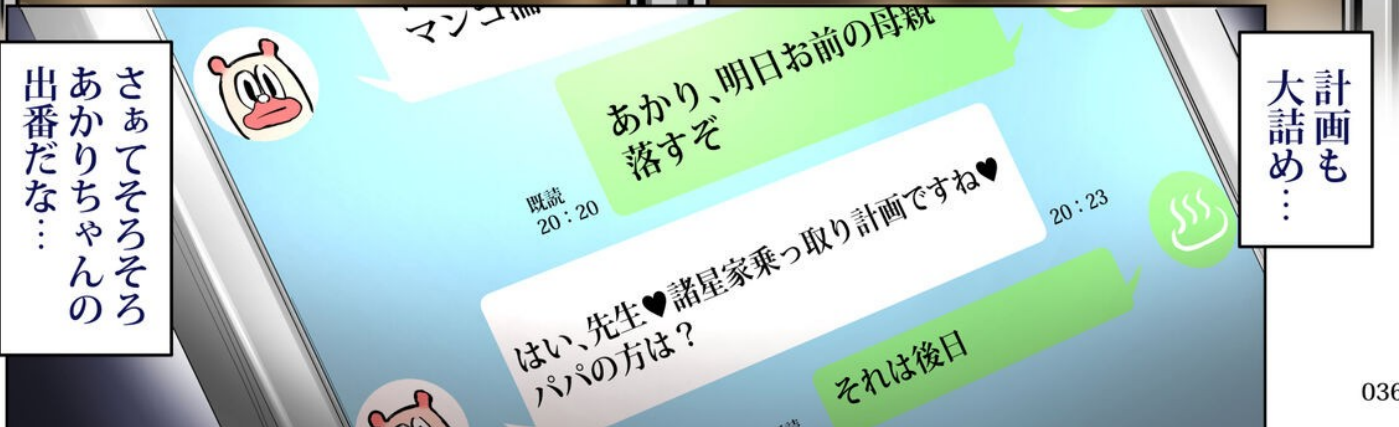 計画も
大詰め…
マンコ
あかり、明日お前の母親
落すぞ
既読
20:20
はい、先生♥諸星家乗っ取り計画ですね♥
パパの方は？
20:23
それは後日
さぁてそろそろ
あかりちゃんの
出番だな…
036